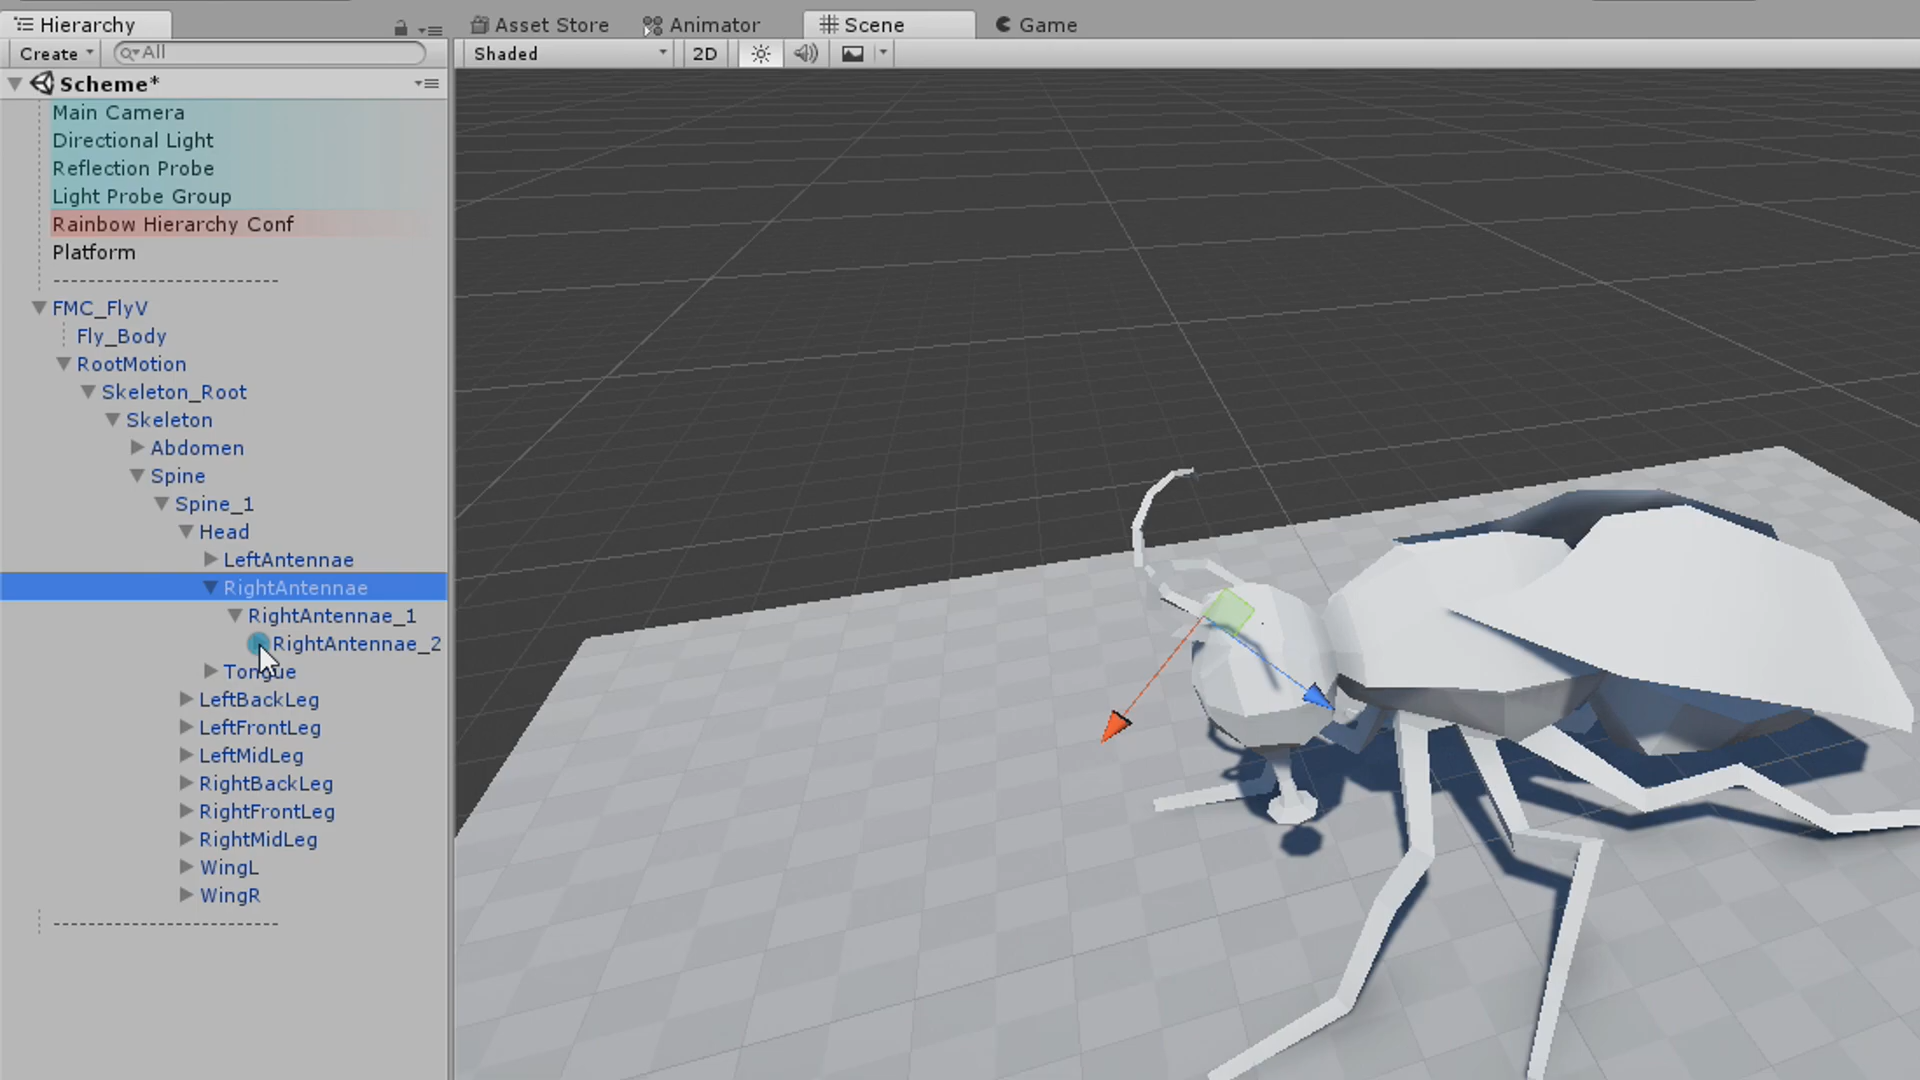 Hierarchy
Asset Store
Animator
Scene
Game
Create
All
Shaded
2D
Scheme*
Main Camera
Directional Light
Reflection Probe
Light Probe Group
Rainbow Hierarchy Conf
Platform
-------------------------
FMC_FlyV
Fly_Body
RootMotion
Skeleton_Root
Skeleton
Abdomen
Spine
Spine_1
Head
LeftAntennae
RightAntennae
RightAntennae_1
RightAntennae_2
Tongue
LeftBackLeg
LeftFrontLeg
LeftMidLeg
RightBackLeg
RightFrontLeg
RightMidLeg
WingL
WingR
-------------------------